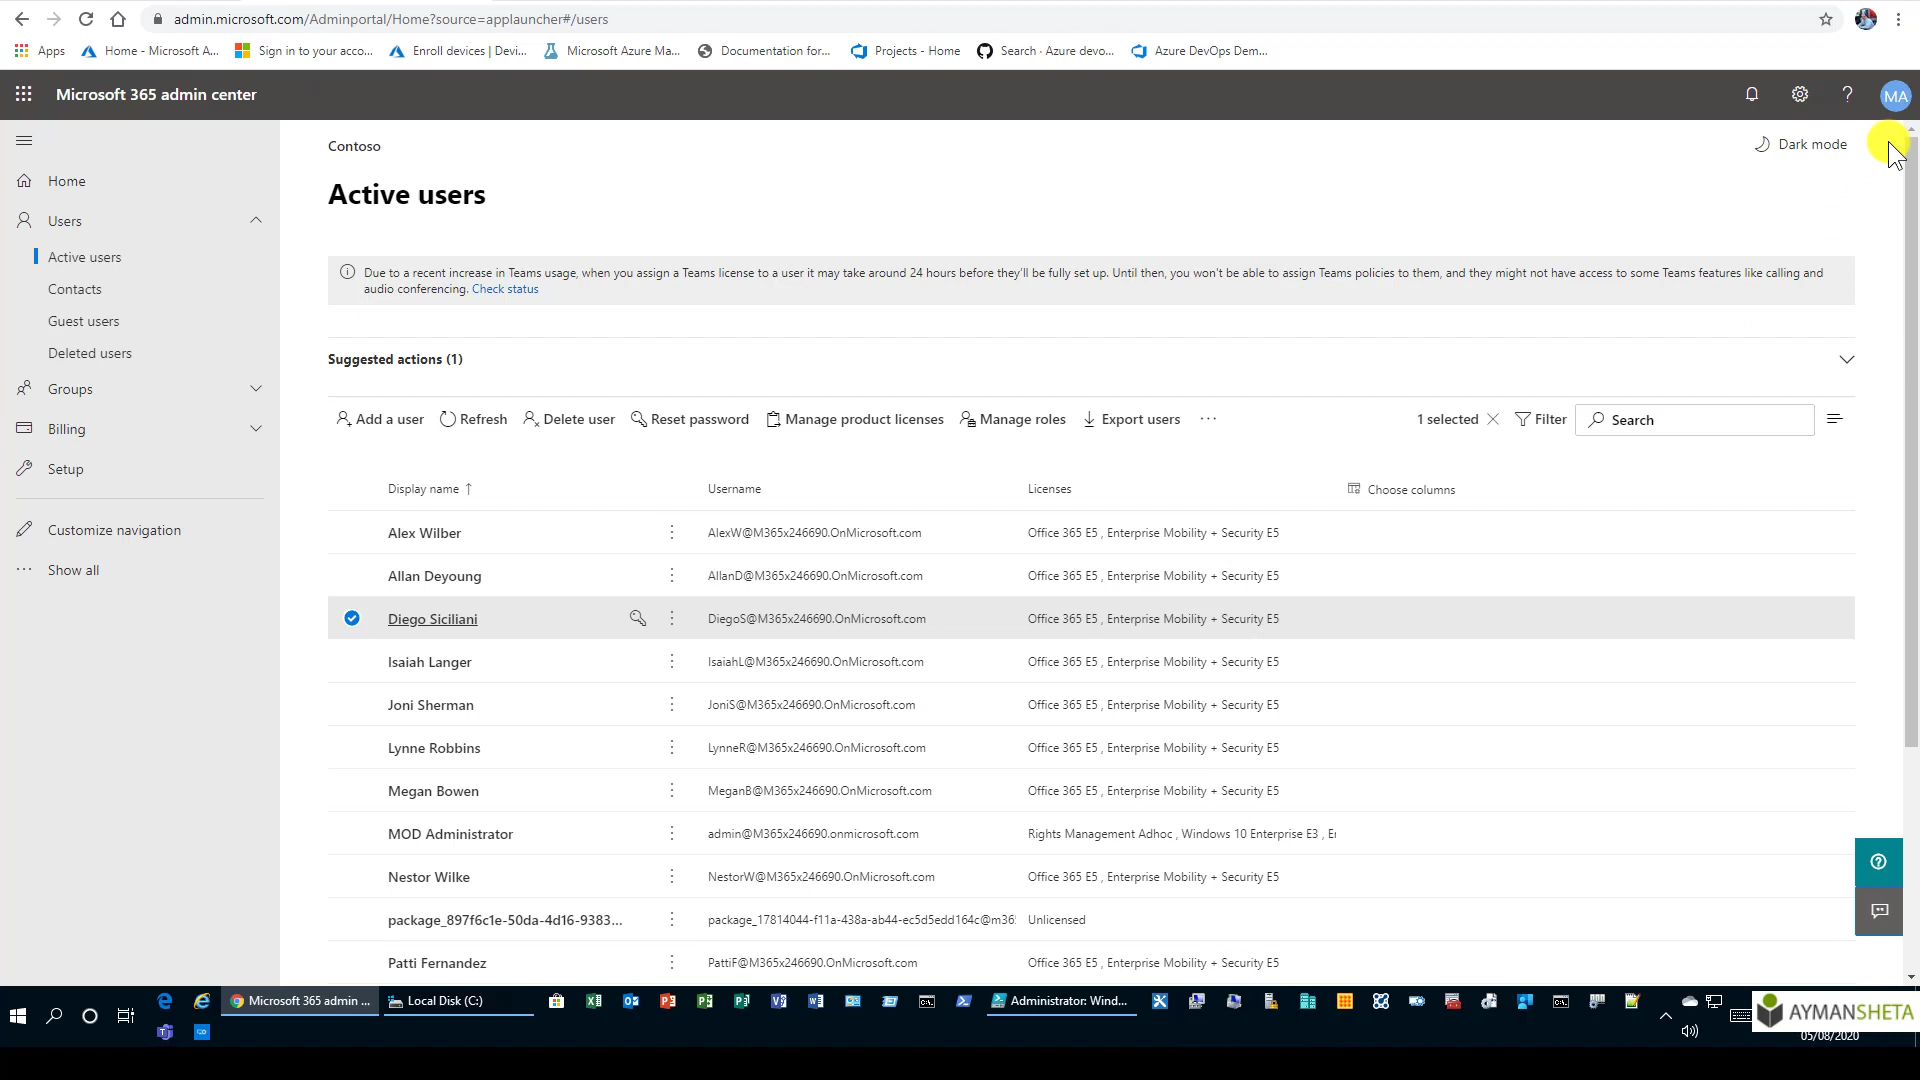 admin.microsoft.com/Adminportal/Home?source=applauncher#/users
Apps Home - Microsoft A... Sign in to your acco... Enroll devices | Devi... Microsoft Azure Ma... Documentation for... Projects - Home Search · Azure devo... Azure DevOps Dem...
Microsoft 365 admin center MA
Contoso Dark mode
Home
Active users
Users
Active users
Contacts
Guest users
Deleted users
Groups
Billing
Setup
Customize navigation
Show all
Due to a recent increase in Teams usage, when you assign a Teams license to a user it may take around 24 hours before they'll be fully set up. Until then, you won't be able to assign Teams policies to them, and they might not have access to some Teams features like calling and
audio conferencing. Check status
Suggested actions (1)
Add a user Refresh Delete user Reset password Manage product licenses Manage roles Export users 1 selected Filter Search
Display name ↑ Username Licenses Choose columns
Alex Wilber AlexW@M365x246690.OnMicrosoft.com Office 365 E5 , Enterprise Mobility + Security E5
Allan Deyoung AllanD@M365x246690.OnMicrosoft.com Office 365 E5 , Enterprise Mobility + Security E5
Diego Siciliani DiegoS@M365x246690.OnMicrosoft.com Office 365 E5 , Enterprise Mobility + Security E5
Isaiah Langer IsaiahL@M365x246690.OnMicrosoft.com Office 365 E5 , Enterprise Mobility + Security E5
Joni Sherman JoniS@M365x246690.OnMicrosoft.com Office 365 E5 , Enterprise Mobility + Security E5
Lynne Robbins LynneR@M365x246690.OnMicrosoft.com Office 365 E5 , Enterprise Mobility + Security E5
Megan Bowen MeganB@M365x246690.OnMicrosoft.com Office 365 E5 , Enterprise Mobility + Security E5
MOD Administrator admin@M365x246690.onmicrosoft.com Rights Management Adhoc , Windows 10 Enterprise E3 , Er
Nestor Wilke NestorW@M365x246690.OnMicrosoft.com Office 365 E5 , Enterprise Mobility + Security E5
package_897f6c1e-50da-4d16-9383... package_17814044-f11a-438a-ab44-ec5d5edd164c@m365 Unlicensed
Patti Fernandez PattiF@M365x246690.OnMicrosoft.com Office 365 E5 , Enterprise Mobility + Security E5
Microsoft 365 admin ... Local Disk (C:) Administrator: Wind...
AYMANSHETA
05/08/2020